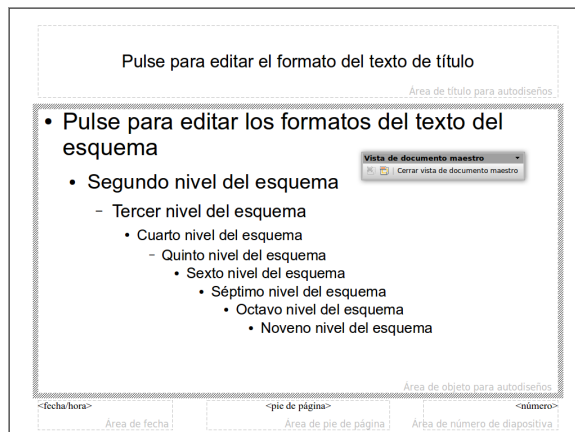 Pulse para editar el formato del texto de título
Área de título para autodiseños
• Pulse para editar los formatos del texto del
esquema
Vista de documento maestro
Cerrar vista de documento maestro
• Segundo nivel del esquema
– Tercer nivel del esquema
• Cuarto nivel del esquema
– Quinto nivel del esquema
• Sexto nivel del esquema
• Séptimo nivel del esquema
• Octavo nivel del esquema
• Noveno nivel del esquema
Área de objeto para autodiseños
<fecha/hora> <pie de página> <número>
Área de fecha Área de pie de página Área de número de diapositiva